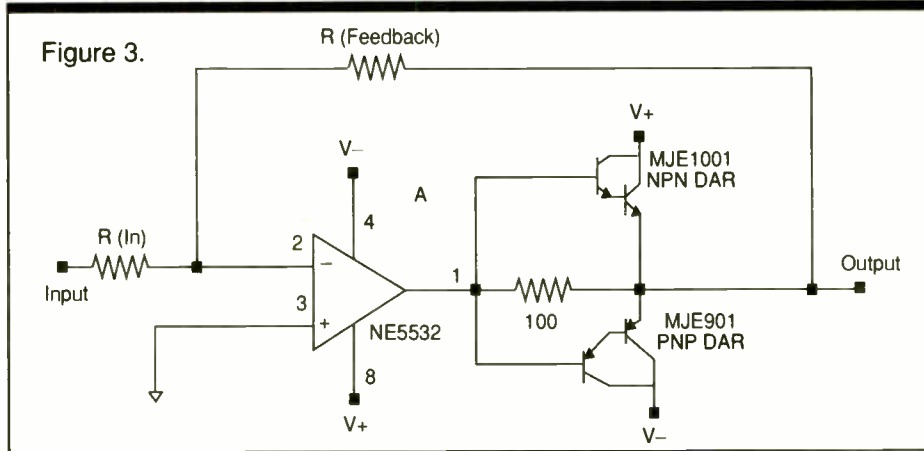 Figure 3.
R (Feedback)
V+
MJE1001
NPN DAR
V–
A
4
R (In)
2
–
Input
3
+
NE5532
8
V+
1
100
Output
MJE901
PNP DAR
V–